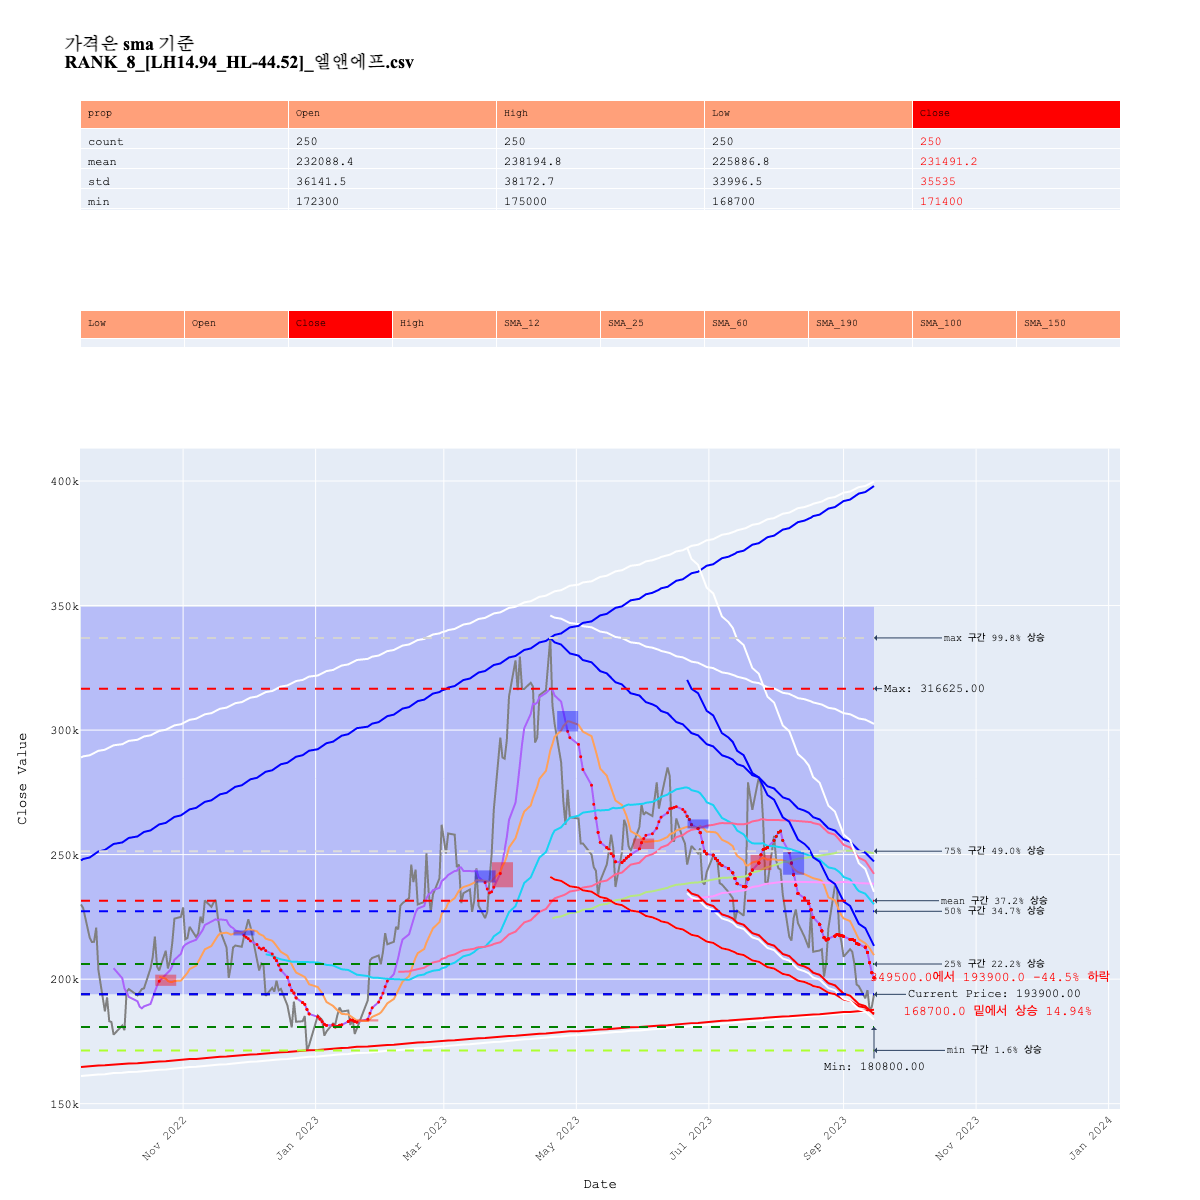 가격은 sma 기준
RANK_8_[LH14.94_HL-44.52]_엘앤에프.csv
prop Open High Low Close
count 250 250 250 250
mean 232088.4 238194.8 225886.8 231491.2
std 36141.5 38172.7 33996.5 35535
min 172300 175000 168700 171400
Low Open Close High SMA_12 SMA_25 SMA_60 SMA_190 SMA_100 SMA_150
400k
350k
max 구간 99.8% 상승
Max: 316625.00
300k
Close Value
250k
75% 구간 49.0% 상승
mean 구간 37.2% 상승
50% 구간 34.7% 상승
25% 구간 22.2% 상승
349500.0에서 193900.0 -44.5% 하락
200k
Current Price: 193900.00
168700.0 밑에서 상승 14.94%
min 구간 1.6% 상승
Min: 180800.00
150k
Nov 2022 Jan 2023 Mar 2023 May 2023 Jul 2023 Sep 2023 Nov 2023 Jan 2024
Date